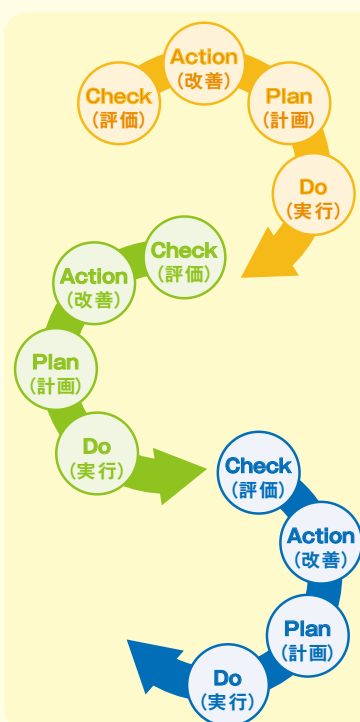 Check
(評価)
Action
(改善)
Plan
(計画)
Do
(実行)
Check
(評価)
Action
(改善)
Plan
(計画)
Do
(実行)
Check
(評価)
Action
(改善)
Plan
(計画)
Do
(実行)